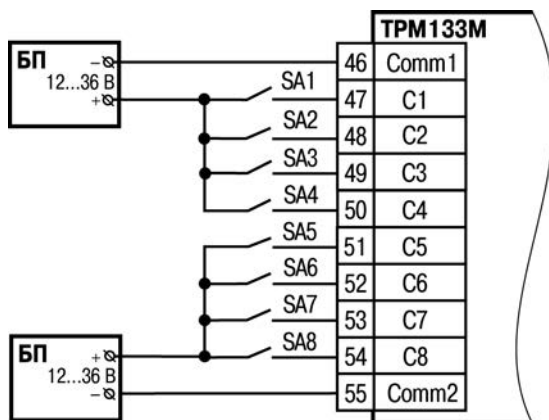 ТРМ133М
БП
12...36 В
–
+
46 Comm1
SA1 47 C1
SA2 48 C2
SA3 49 C3
SA4 50 C4
SA5 51 C5
SA6 52 C6
SA7 53 C7
SA8 54 C8
55 Comm2
БП
+
12...36 В
–